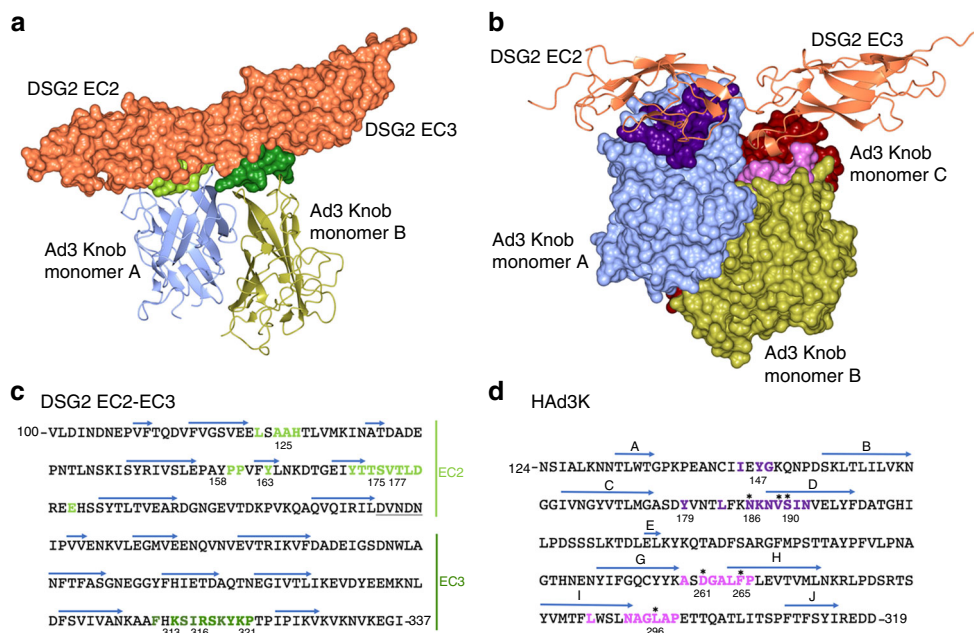 a
DSG2 EC2
DSG2 EC3
Ad3 Knob
monomer A
Ad3 Knob
monomer B
b
DSG2 EC2
DSG2 EC3
Ad3 Knob
monomer C
Ad3 Knob
monomer A
Ad3 Knob
monomer B
c DSG2 EC2-EC3
100 VLDINDNEPVFTQDVFVGSVEELSAAHTLVMKINATDADE
125
PNTLNSKISYRIVSLEPAYPPVFYLNKDTGEIYTTSVTLD
158 163 175 177
EC2
REEHSSYTLTVEARDGNGEVTDKPVKQAQVQIRILDVNDN
IPVVENKVLEGMVEENQVNVEVTRIKVFDADEIGSDNWLA
NFTFASGNEGGYFHIETDAQTNEGIVTLIKEVDYEEMKNL
EC3
DFSVIVANKAAFHKSIRSKYKPTPIPIKVKVKNVKEGI-337
313 316 321
d HAd3K
A B
124-NSIALKNNTLWTGPKPEANCIIEYGKQNPDSKLTLILVKN
147
C * ** D
GGIVNGYVTLMGASDYVNTLFKNKNVSINVELYFDATGHI
179 186 190
E
LPDSSSLKTDLELKYKQTADFSARGFMPSTTAYPFVLPNA
G * * H
GTHNENYIFGQCYYKASDGALFPLEVTVMLNKRLPDSRTS
261 265
I * J
YVMTFLWSLNAGLAPETTQATLITSPFTFSYIREDD-319
296